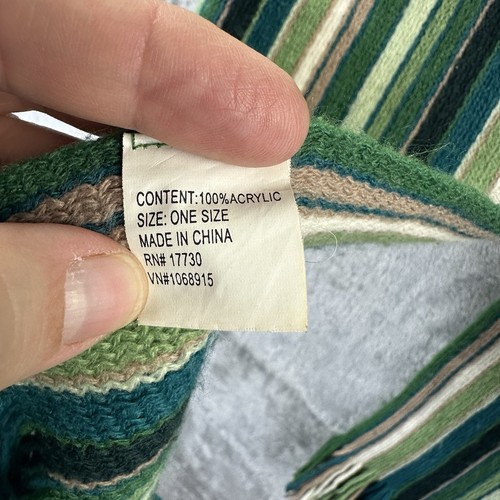 CONTENT:100%ACRYLIC
SIZE: ONE SIZE
MADE IN CHINA
RN# 17730
VN#1068915